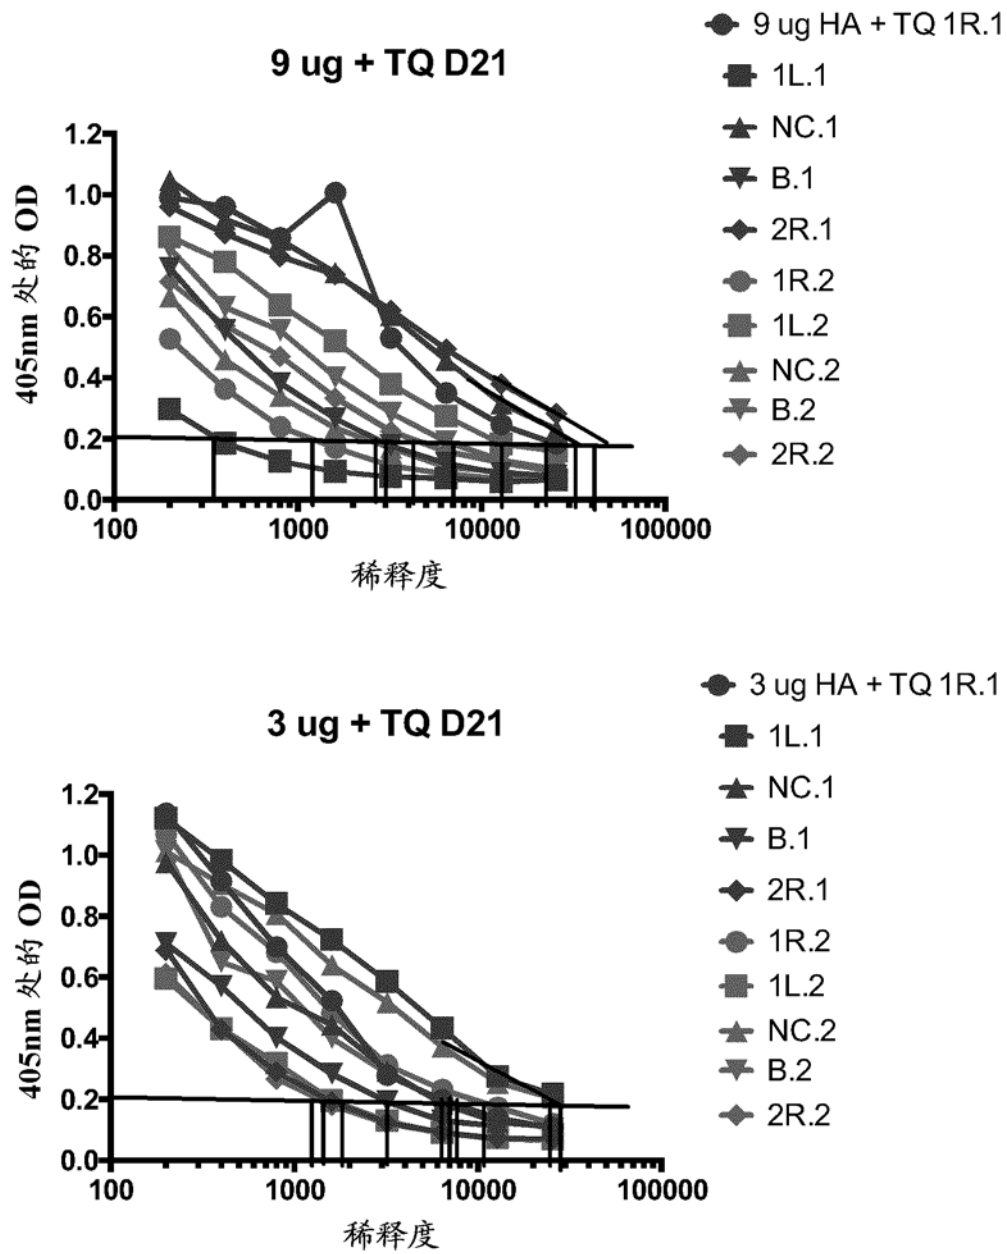 9 ug + TQ D21
9 ug HA + TQ 1R.1
1L.1
NC.1
B.1
2R.1
1R.2
1L.2
NC.2
B.2
2R.2
405nm 处的 OD
1.2
1.0
0.8
0.6
0.4
0.2
0.0
100
1000
10000
100000
稀释度
3 ug + TQ D21
3 ug HA + TQ 1R.1
1L.1
NC.1
B.1
2R.1
1R.2
1L.2
NC.2
B.2
2R.2
405nm 处的 OD
1.2
1.0
0.8
0.6
0.4
0.2
0.0
100
1000
10000
100000
稀释度